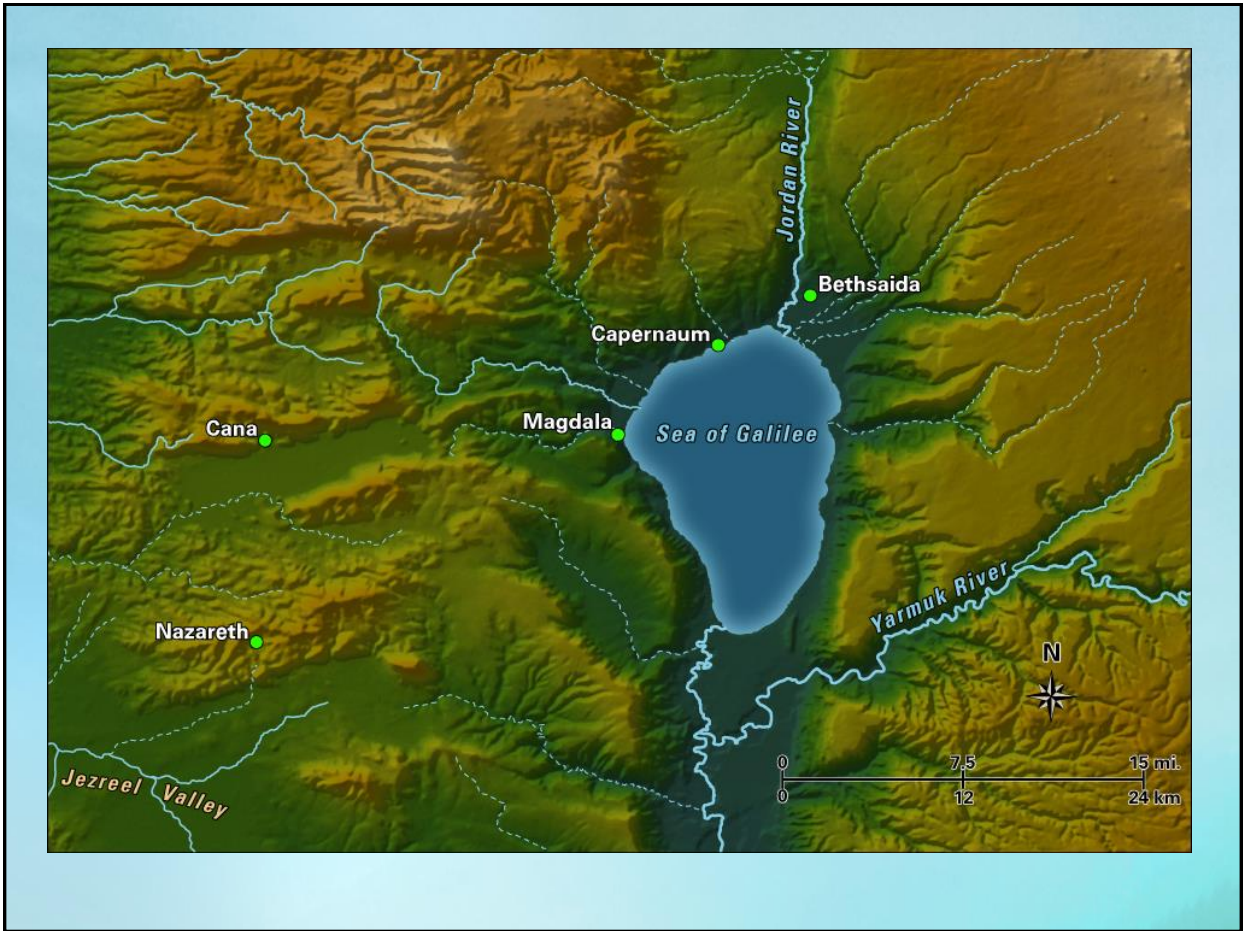 Jordan River
Bethsaida
Capernaum
Magdala
Sea of Galilee
Cana
Yarmuk River
Nazareth
N
0 7.5 15 mi.
0 12 24 km
Jezreel Valley